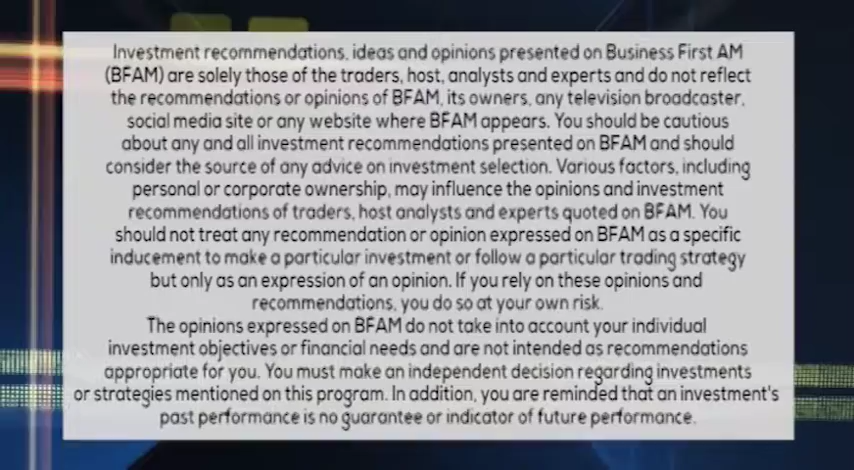 Investment recommendations, ideas and opinions presented on Business First AM
(BFAM) are solely those of the traders, host, analysts and experts and do not reflect
the recommendations or opinions of BFAM, its owners, any television broadcaster,
social media site or any website where BFAM appears. You should be cautious
about any and all investment recommendations presented on BFAM and should
consider the source of any advice on investment selection. Various factors, including
personal or corporate ownership, may influence the opinions and investment
recommendations of traders, host analysts and experts quoted on BFAM. You
should not treat any recommendation or opinion expressed on BFAM as a specific
inducement to make a particular investment or follow a particular trading strategy
but only as an expression of an opinion. If you rely on these opinions and
recommendations, you do so at your own risk.
The opinions expressed on BFAM do not take into account your individual
investment objectives or financial needs and are not intended as recommendations
appropriate for you. You must make an independent decision regarding investments
or strategies mentioned on this program. In addition, you are reminded that an investment's
past performance is no guarantee or indicator of future performance.